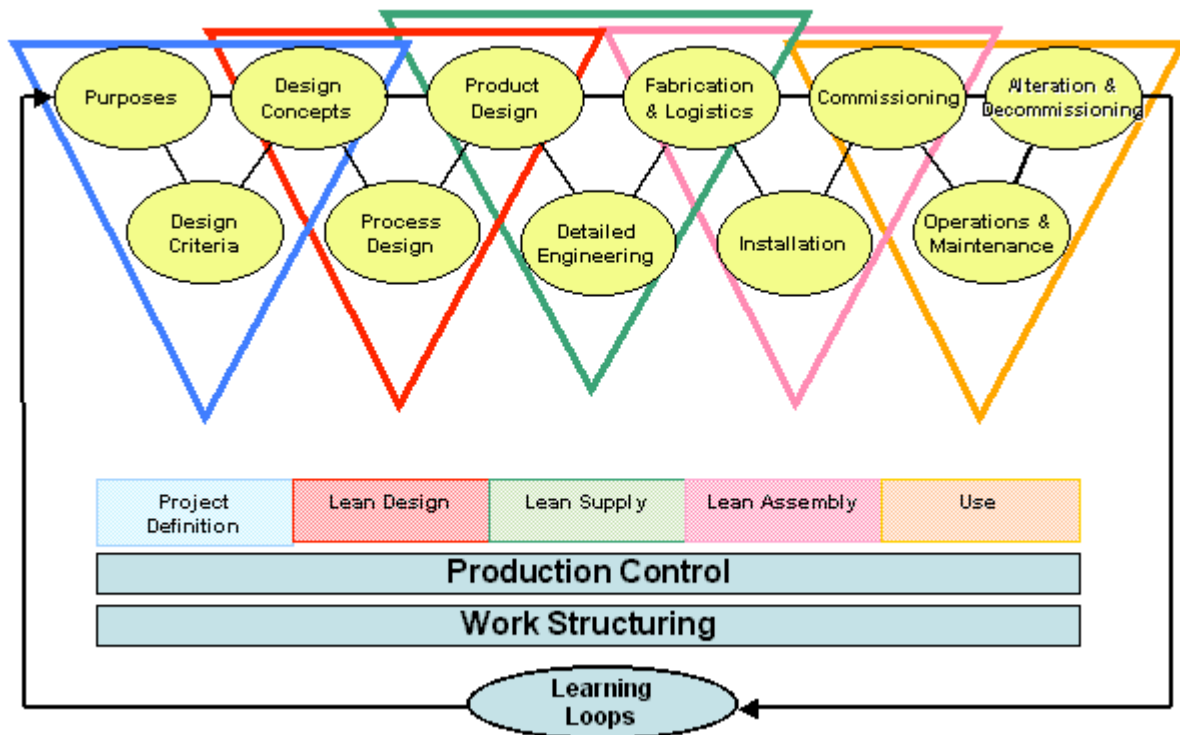 Purposes
Design
Concepts
Product
Design
Fabrication
& Logistics
Commissioning
Alteration &
Decommissioning
Design
Criteria
Process
Design
Detailed
Engineering
Installation
Operations &
Maintenance
Project
Definition
Lean Design
Lean Supply
Lean Assembly
Use
Production Control
Work Structuring
Learning
Loops